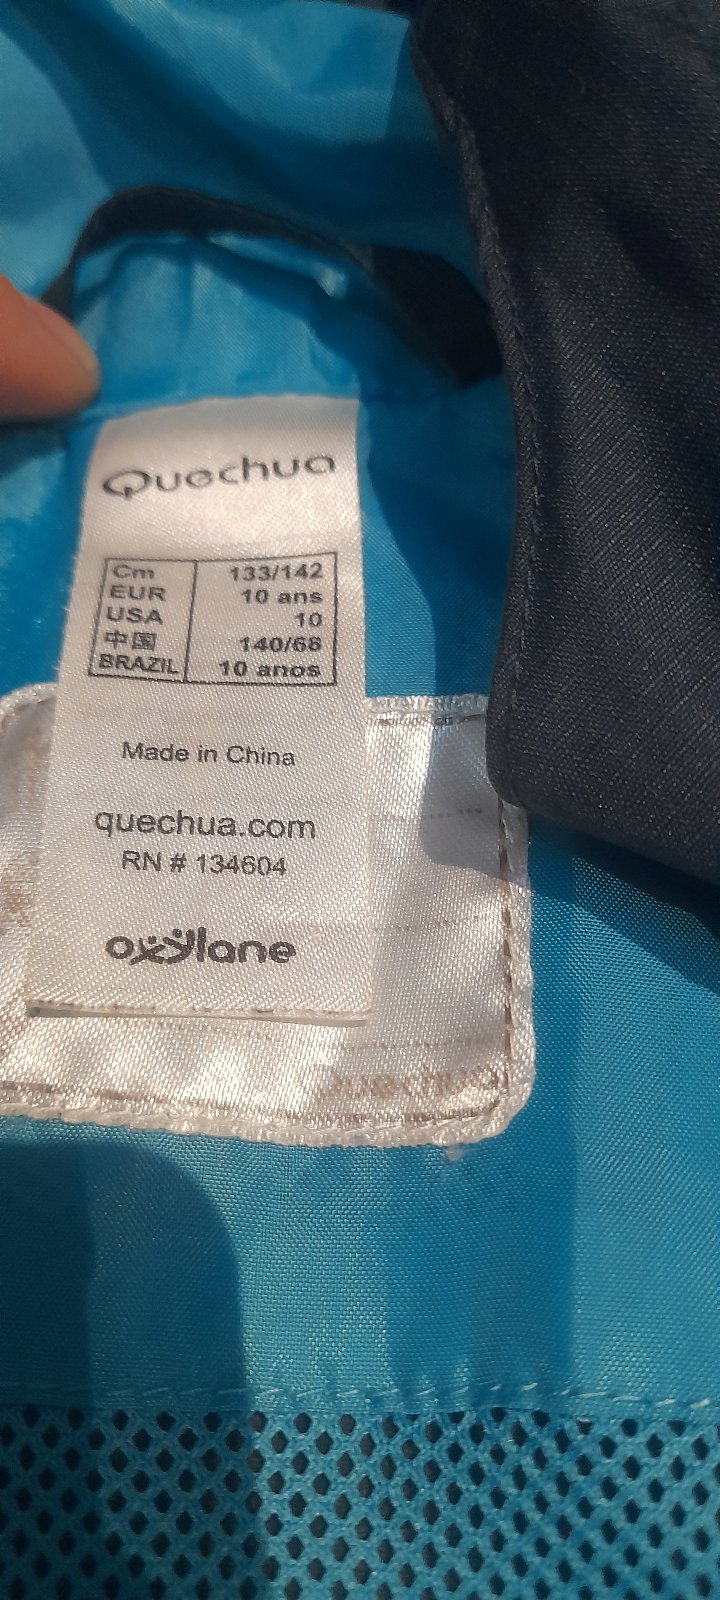 Quechua
Cm 133/142
EUR 10 ans
USA 10
中国 140/68
BRAZIL 10 anos
Made in China
quechua.com
RN # 134604
oxylane